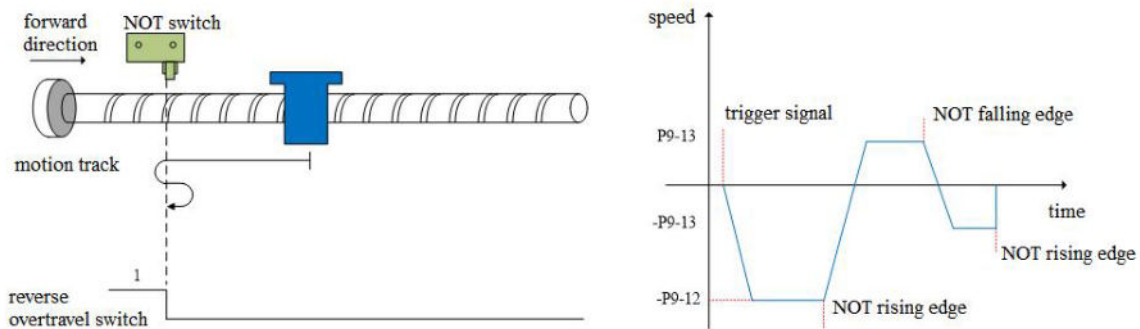 forward
direction
NOT switch
motion track
1
reverse
overtravel switch
speed
trigger signal
NOT falling edge
P9-13
time
-P9-13
NOT rising edge
-P9-12
NOT rising edge